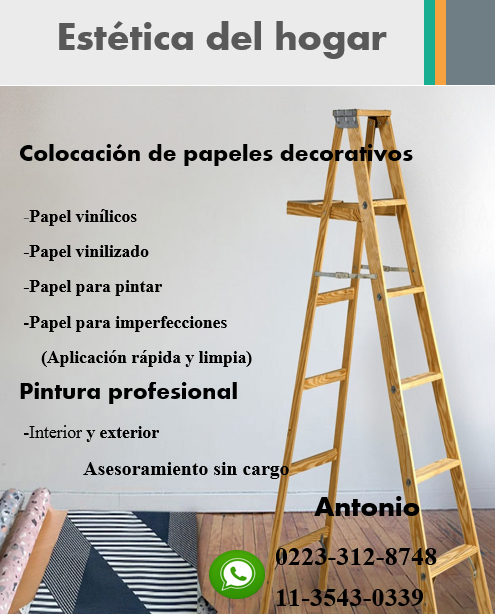 Estética del hogar
Colocación de papeles decorativos
-Papel vinílicos
-Papel vinilizado
-Papel para pintar
-Papel para imperfecciones
(Aplicación rápida y limpia)
Pintura profesional
-Interior y exterior
Asesoramiento sin cargo
Antonio
0223-312-8748
11-3543-0339